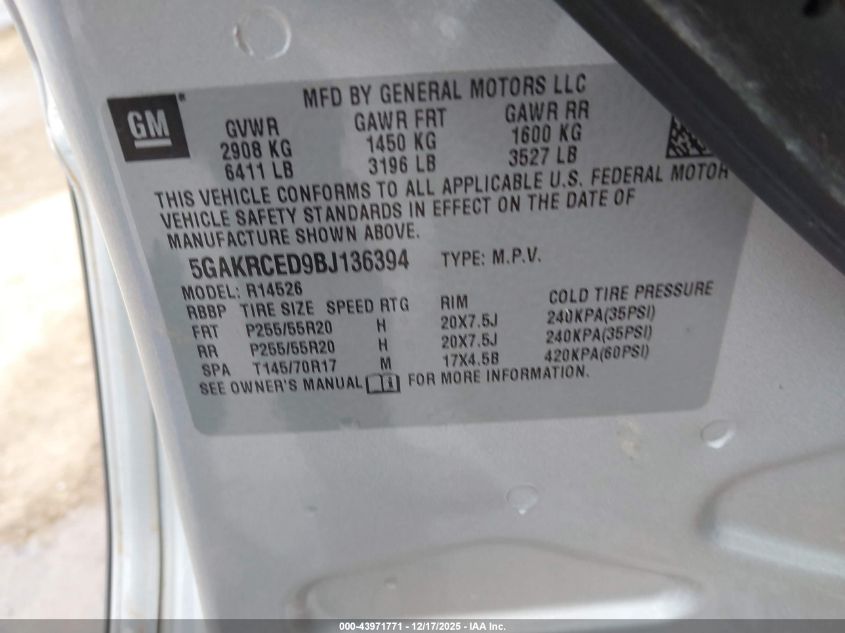 MFD BY GENERAL MOTORS LLC
GM
GVWR GAWR FRT GAWR RR
2908 KG 1450 KG 1600 KG
6411 LB 3196 LB 3527 LB
THIS VEHICLE CONFORMS TO ALL APPLICABLE U.S. FEDERAL MOTOR
VEHICLE SAFETY STANDARDS IN EFFECT ON THE DATE OF
MANUFACTURE SHOWN ABOVE.
5GAKRCED9BJ136394 TYPE: M.P.V.
MODEL: R14526
RBBP TIRE SIZE SPEED RTG RIM COLD TIRE PRESSURE
FRT P255/55R20 H 20X7.5J 240KPA(35PSI)
RR P255/55R20 H 20X7.5J 240KPA(35PSI)
SPA T145/70R17 M 17X4.5B 420KPA(60PSI)
SEE OWNER'S MANUAL FOR MORE INFORMATION.
000-43971771 - 12/17/2025 - IAA Inc.